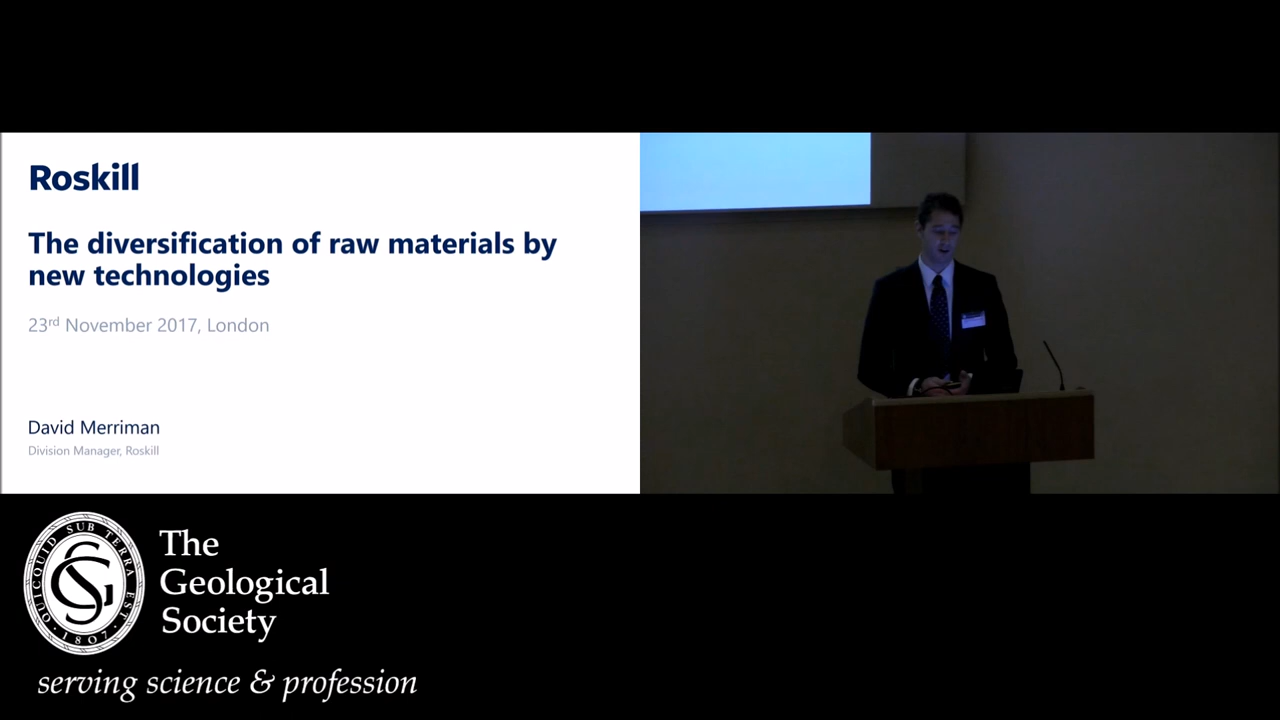 Roskill
The diversification of raw materials by
new technologies
23rd November 2017, London
David Merriman
Division Manager, Roskill
QUICQUID SUB TERRA EST
1807
The
Geological
Society
serving science & profession